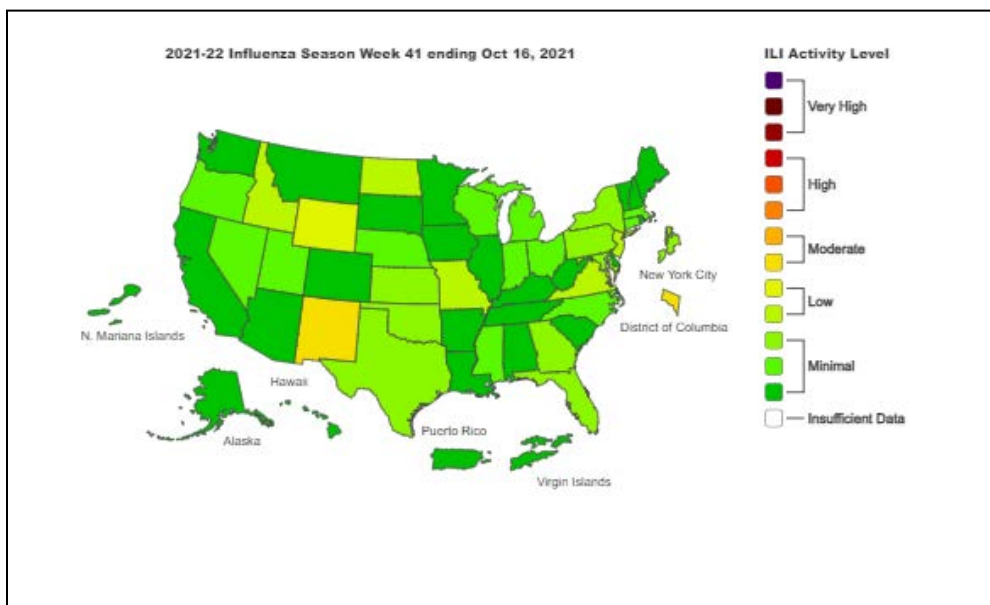 2021-22 Influenza Season Week 41 ending Oct 16, 2021
ILI Activity Level
Very High
High
Moderate
Low
Minimal
Insufficient Data
New York City
District of Columbia
N. Mariana Islands
Hawaii
Alaska
Puerto Rico
Virgin Islands